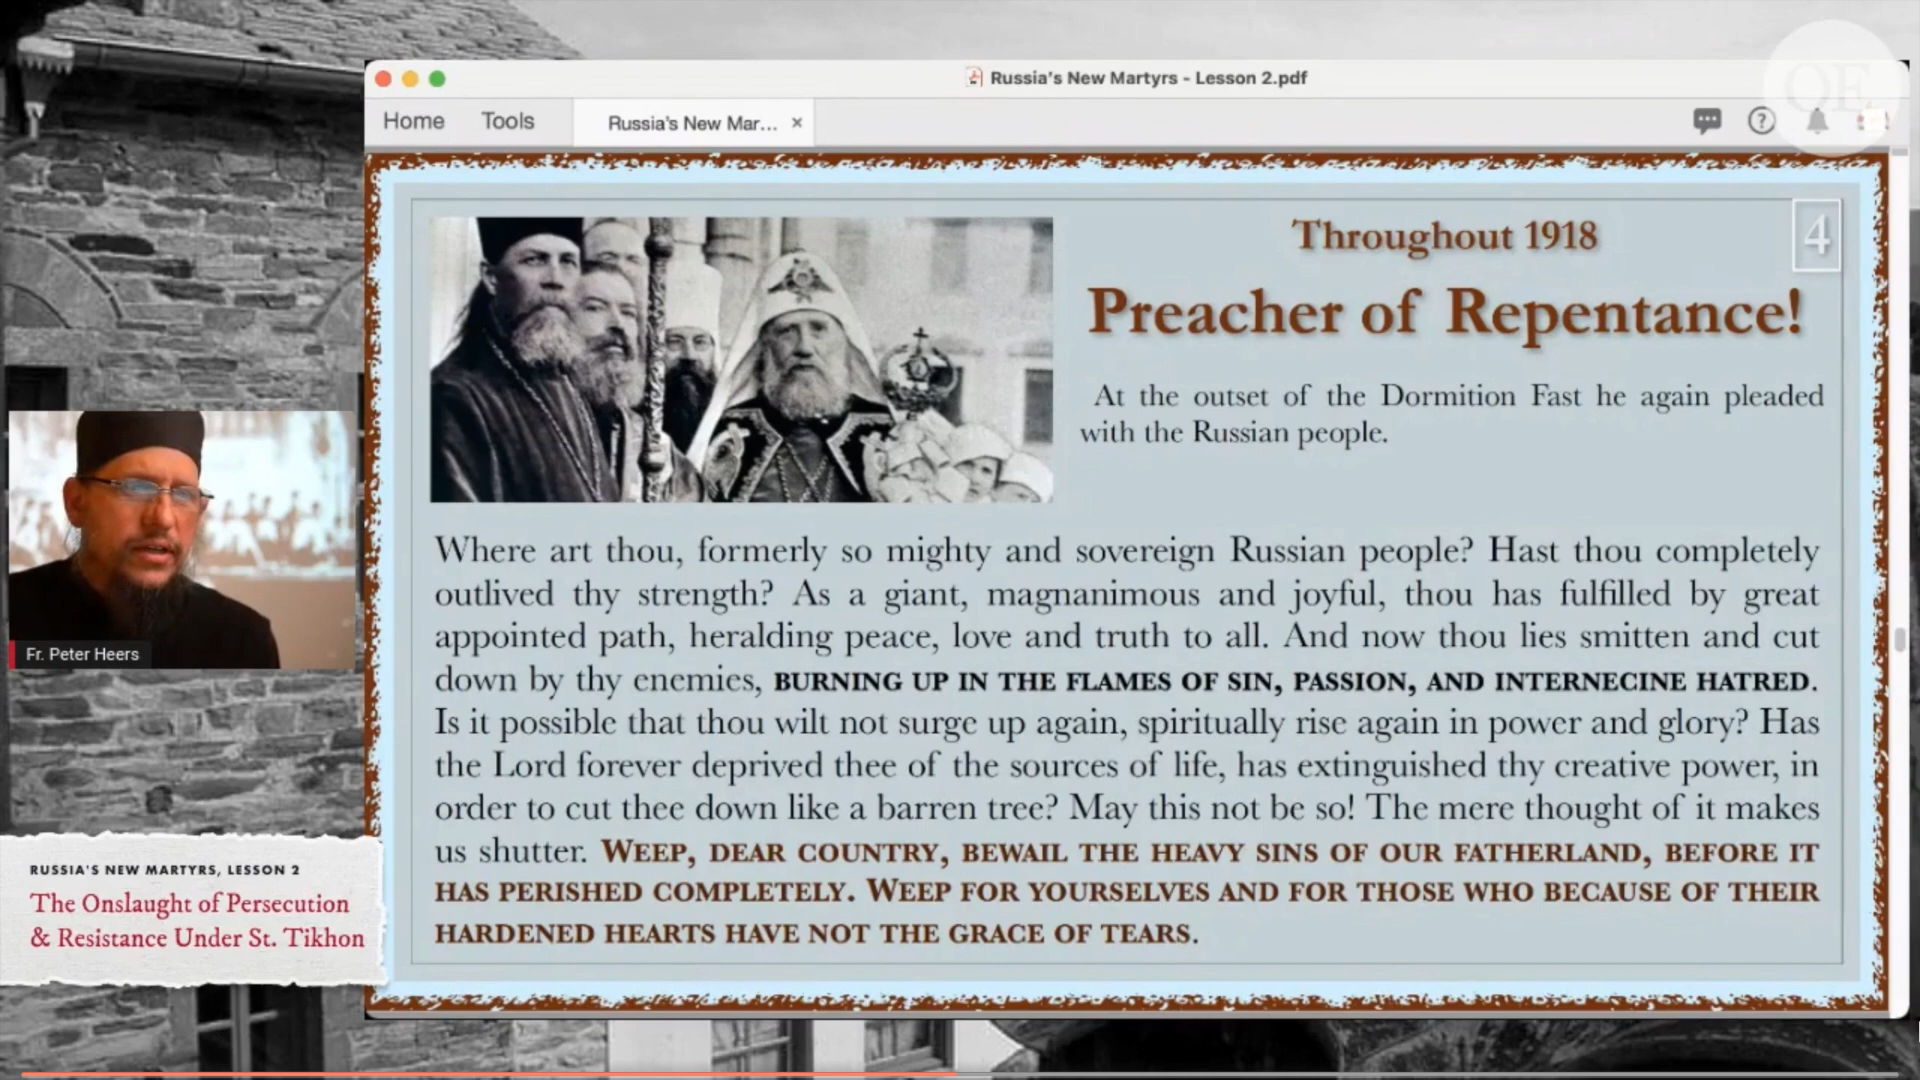 Russia's New Martyrs - Lesson 2.pdf
Home
Tools
Russia's New Mar...
OE
Throughout 1918
4
Preacher of Repentance!
At the outset of the Dormition Fast he again pleaded
with the Russian people.
Where art thou, formerly so mighty and sovereign Russian people? Hast thou completely
outlived thy strength? As a giant, magnanimous and joyful, thou has fulfilled by great
appointed path, heralding peace, love and truth to all. And now thou lies smitten and cut
down by thy enemies, BURNING UP IN THE FLAMES OF SIN, PASSION, AND INTERNECINE HATRED.
Is it possible that thou wilt not surge up again, spiritually rise again in power and glory? Has
the Lord forever deprived thee of the sources of life, has extinguished thy creative power, in
order to cut thee down like a barren tree? May this not be so! The mere thought of it makes
us shutter. WEEP, DEAR COUNTRY, BEWAIL THE HEAVY SINS OF OUR FATHERLAND, BEFORE IT
HAS PERISHED COMPLETELY. WEEP FOR YOURSELVES AND FOR THOSE WHO BECAUSE OF THEIR
HARDENED HEARTS HAVE NOT THE GRACE OF TEARS.
Fr. Peter Heers
RUSSIA'S NEW MARTYRS, LESSON 2
The Onslaught of Persecution
& Resistance Under St. Tikhon